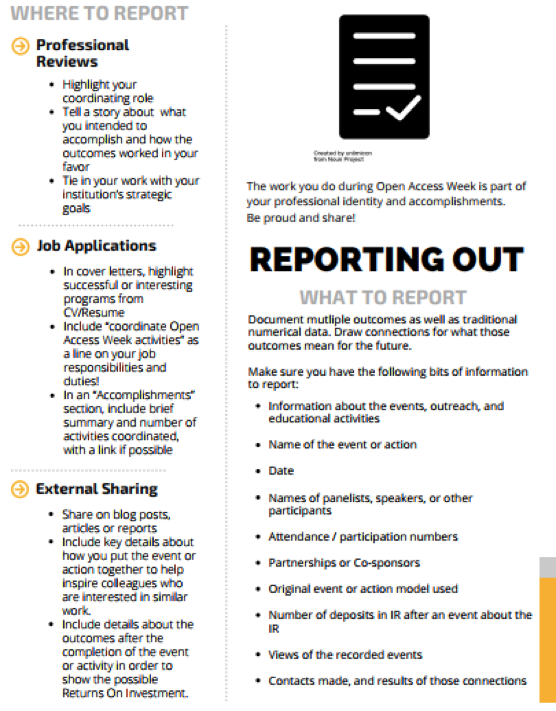 WHERE TO REPORT
Professional
Reviews
• Highlight your
coordinating role
• Tell a story about what
you intended to
accomplish and how the
outcomes worked in your
favor
• Tie in your work with your
institution's strategic
goals
Job Applications
• In cover letters, highlight
successful or interesting
programs from
CV/Resume
• Include "coordinate Open
Access Week activities" as
a line on your job
responsibilities and
duties!
• In an "Accomplishments"
section, include brief
summary and number of
activities coordinated,
with a link if possible
External Sharing
• Share on blog posts,
articles or reports
• Include key details about
how you put the event or
action together to help
inspire colleagues who
are interested in similar
work.
• Include details about the
outcomes after the
completion of the event
or activity in order to
show the possible
Returns On Investment.
Created by unlimicon
from Noun Project
The work you do during Open Access Week is part of
your professional identity and accomplishments.
Be proud and share!
REPORTING OUT
WHAT TO REPORT
Document mutliple outcomes as well as traditional
numerical data. Draw connections for what those
outcomes mean for the future.
Make sure you have the following bits of information
to report:
• Information about the events, outreach, and
educational activities
• Name of the event or action
• Date
• Names of panelists, speakers, or other
participants
• Attendance / participation numbers
• Partnerships or Co-sponsors
• Original event or action model used
• Number of deposits in IR after an event about the
IR
• Views of the recorded events
• Contacts made, and results of those connections